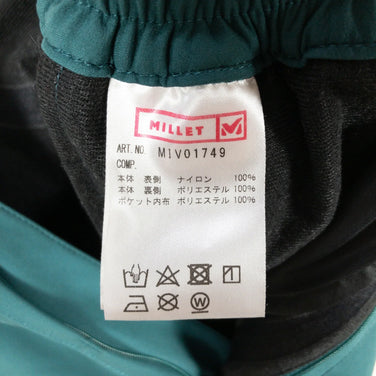 MILLET
ART.NO. MIV01749
COMP.
本体 表側 ナイロン 100%
本体 裏側 ポリエステル 100%
ポケット内布 ポリエステル 100%
W